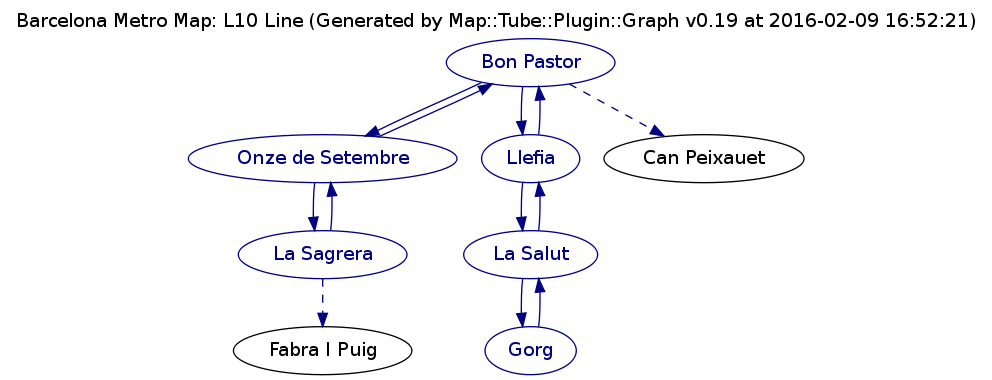 Barcelona Metro Map: L10 Line (Generated by Map::Tube::Plugin::Graph v0.19 at 2016-02-09 16:52:21)
Bon Pastor
Onze de Setembre
Llefia
Can Peixauet
La Sagrera
La Salut
Fabra I Puig
Gorg